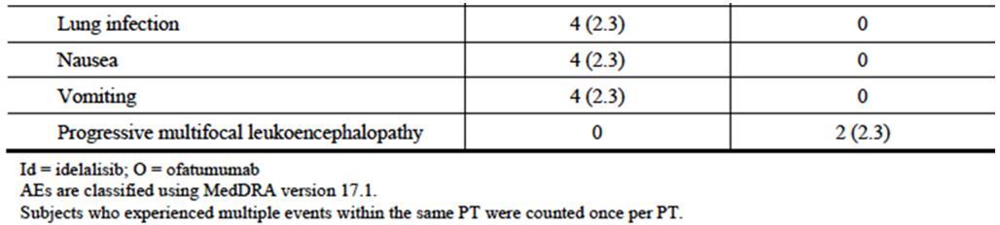 Lung infection 4 (2.3) 0
Nausea 4 (2.3) 0
Vomiting 4 (2.3) 0
Progressive multifocal leukoencephalopathy 0 2 (2.3)
Id = idelalisib; O = ofatumumab
AEs are classified using MedDRA version 17.1.
Subjects who experienced multiple events within the same PT were counted once per PT.